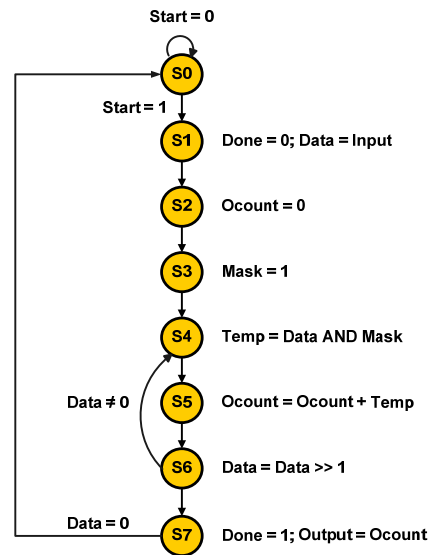 Start = 0
S0
Start = 1
S1 Done = 0; Data = Input
S2 Ocount = 0
S3 Mask = 1
S4 Temp = Data AND Mask
Data ≠ 0
S5 Ocount = Ocount + Temp
S6 Data = Data >> 1
Data = 0
S7 Done = 1; Output = Ocount